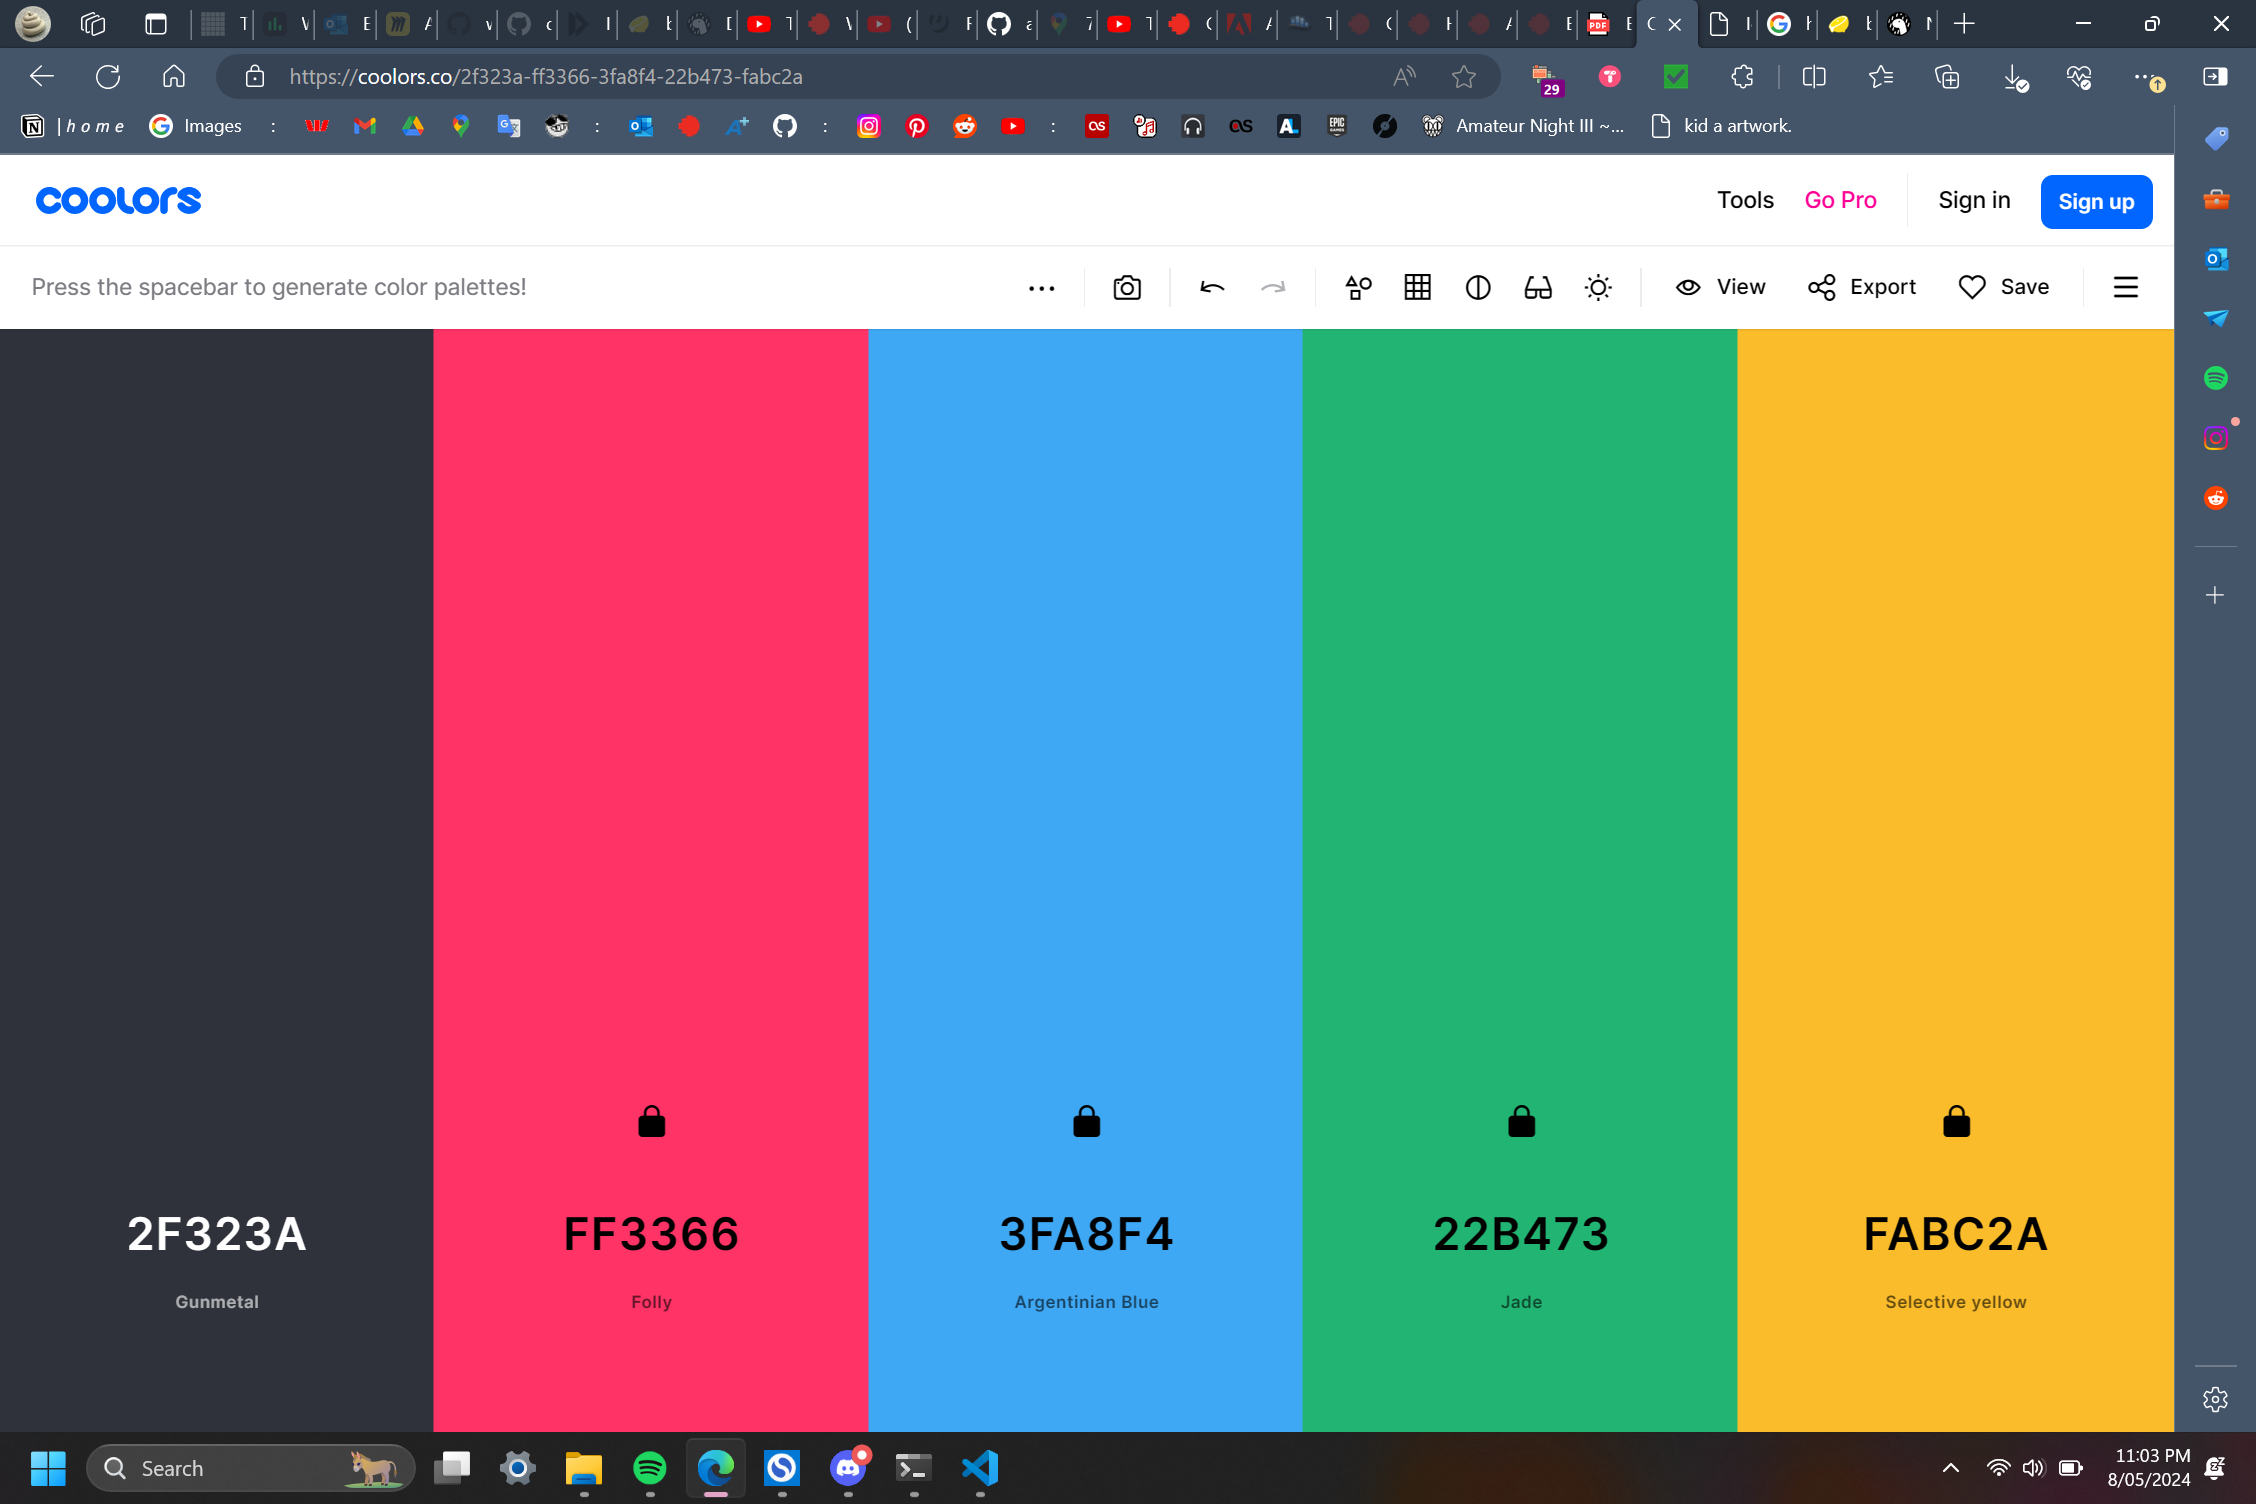 https://coolors.co/2f323a-ff3366-3fa8f4-22b473-fabc2a
29
| h o m e
Images
:
:
:
:
Amateur Night III ~...
kid a artwork.
coolors
Tools
Go Pro
Sign in
Sign up
Press the spacebar to generate color palettes!
View
Export
Save
2F323A
FF3366
3FA8F4
22B473
FABC2A
Gunmetal
Folly
Argentinian Blue
Jade
Selective yellow
Search
11:03 PM
8/05/2024